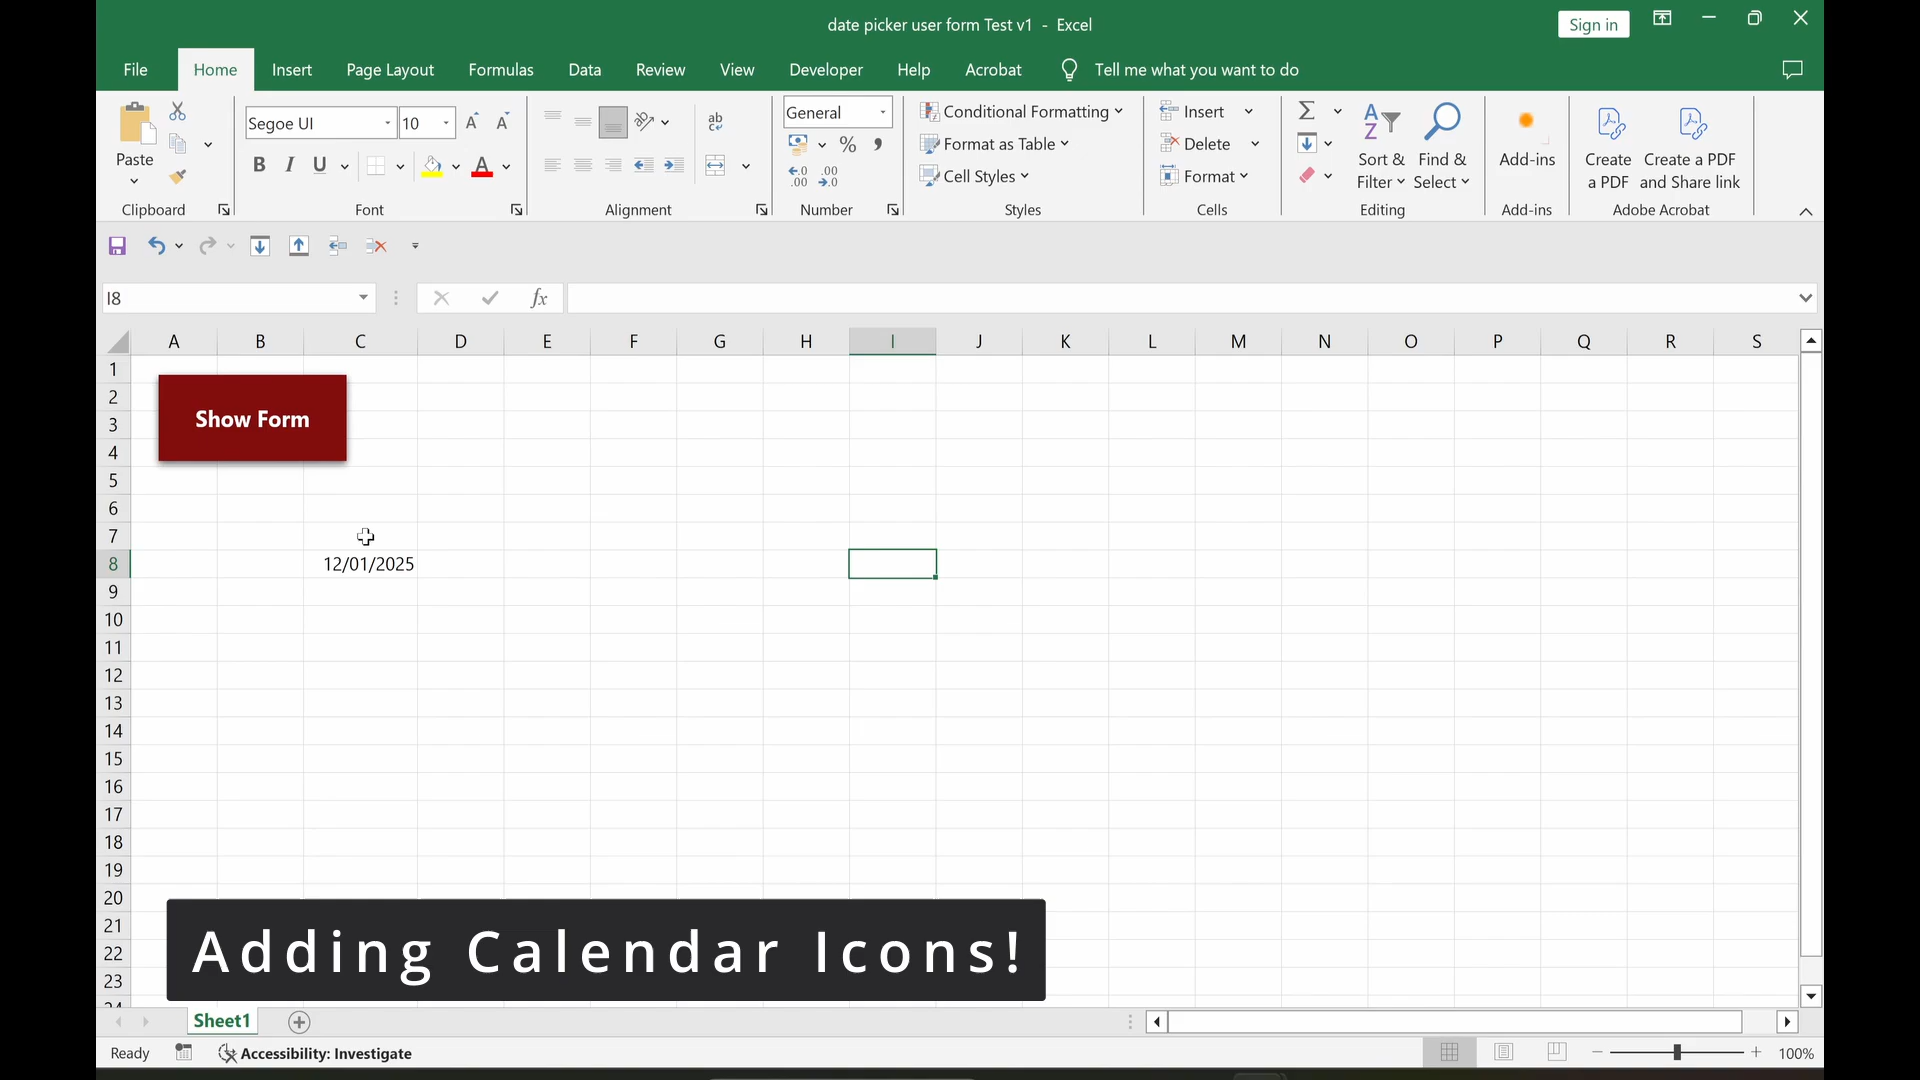 date picker user form Test v1 - Excel
Sign in
File Home Insert Page Layout Formulas Data Review View Developer Help Acrobat Tell me what you want to do
Segoe UI 10
General
Conditional Formatting
Insert
Format as Table
Delete
Cell Styles
Format
Paste
B I U A
ab
% 
Sort &
Filter
Find &
Select
Add-ins
Create
a PDF
Create a PDF
and Share link
Clipboard Font Alignment Number Styles Cells Editing Add-ins Adobe Acrobat
I8
fx
A B C D E F G H I J K L M N O P Q R S
1
2
Show Form
3
4
5
6
7
8 12/01/2025
9
10
11
12
13
14
15
16
17
18
19
20
21
22
23
24
Adding Calendar Icons!
Sheet1
Ready
Accessibility: Investigate
100%